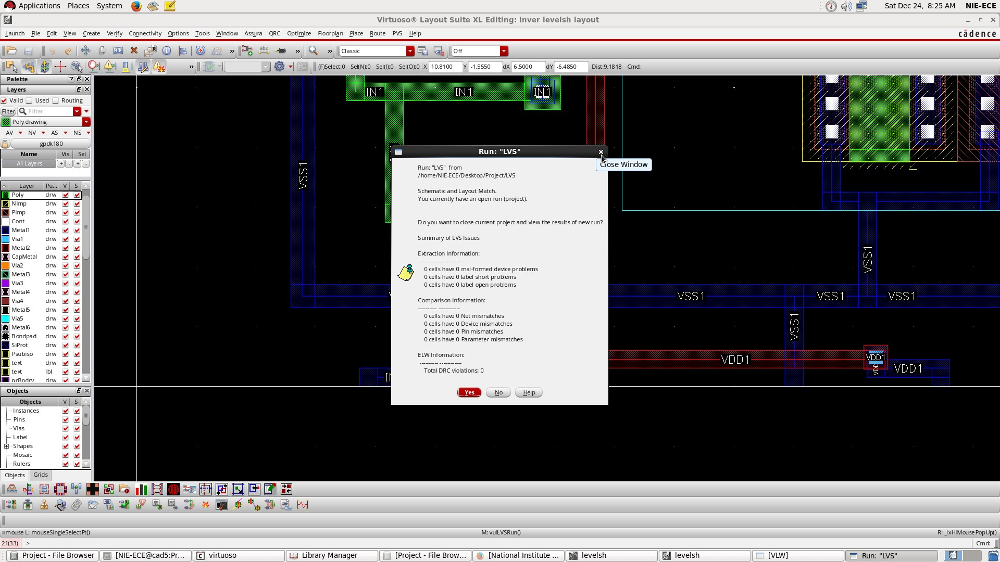 Applications Places System Sat Dec 24, 8:25 AM NIE-ECE
Virtuoso® Layout Suite XL Editing: inver levelsh layout
Launch File Edit View Create Verify Connectivity Options Tools Window Assura QRC Optimize Floorplan Place Route PVS Help cādence
» abc » » Classic Off
» (F)Select:0 Sel(N):0 Sel(I):0 Sel(O):0 X 10.8100 Y -1.5550 dX 6.5000 dY -6.4850 Dist:9.1818 Cmd:
Palette ?
Layers
Valid Used Routing
Filter Filter
Poly drawing
AV NV AS NS
gpdk180
Name Vis Sel
All Layers + - + -
Layer Pu... V S
Poly drw
Nimp drw
Pimp drw
Cont drw
Metal1 drw
Via1 drw
Metal2 drw
CapMetal drw
Via2 drw
Metal3 drw
Via3 drw
Metal4 drw
Via4 drw
Metal5 drw
Via5 drw
Metal6 drw
Bondpad drw
SiProt drw
Psubiso drw
text drw
text lbl
prBndry drw
Objects
Objects V S
Instances
Pins
Vias
Label
Shapes
Mosaic
Rulers
Objects Grids
IN1 IN1 IN1
VSS1
VSS1
VSS1 VSS1 VSS1
VSS1
VDD1 VDD1
VDD1
Run: "LVS"
Close Window
Run: "LVS" from
/home/NIE-ECE/Desktop/Project/LVS
Schematic and Layout Match.
You currently have an open run (project).
Do you want to close current project and view the results of new run?
Summary of LVS Issues
Extraction Information:
---------- ------------
0 cells have 0 mal-formed device problems
0 cells have 0 label short problems
0 cells have 0 label open problems
Comparison Information:
---------- ------------
0 cells have 0 Net mismatches
0 cells have 0 Device mismatches
0 cells have 0 Pin mismatches
0 cells have 0 Parameter mismatches
ELW Information:
---------- ------------
Total DRC violations: 0
Yes No Help
mouse L: mouseSingleSelectPt() M: vuiLVSRun() R: _lxHiMousePopUp()
21(33) > Cmd:
Project - File Browser [NIE-ECE@cad5:Pr... virtuoso Library Manager [Project - File Brow... [National Institute ... levelsh levelsh [VLW] Run: "LVS"